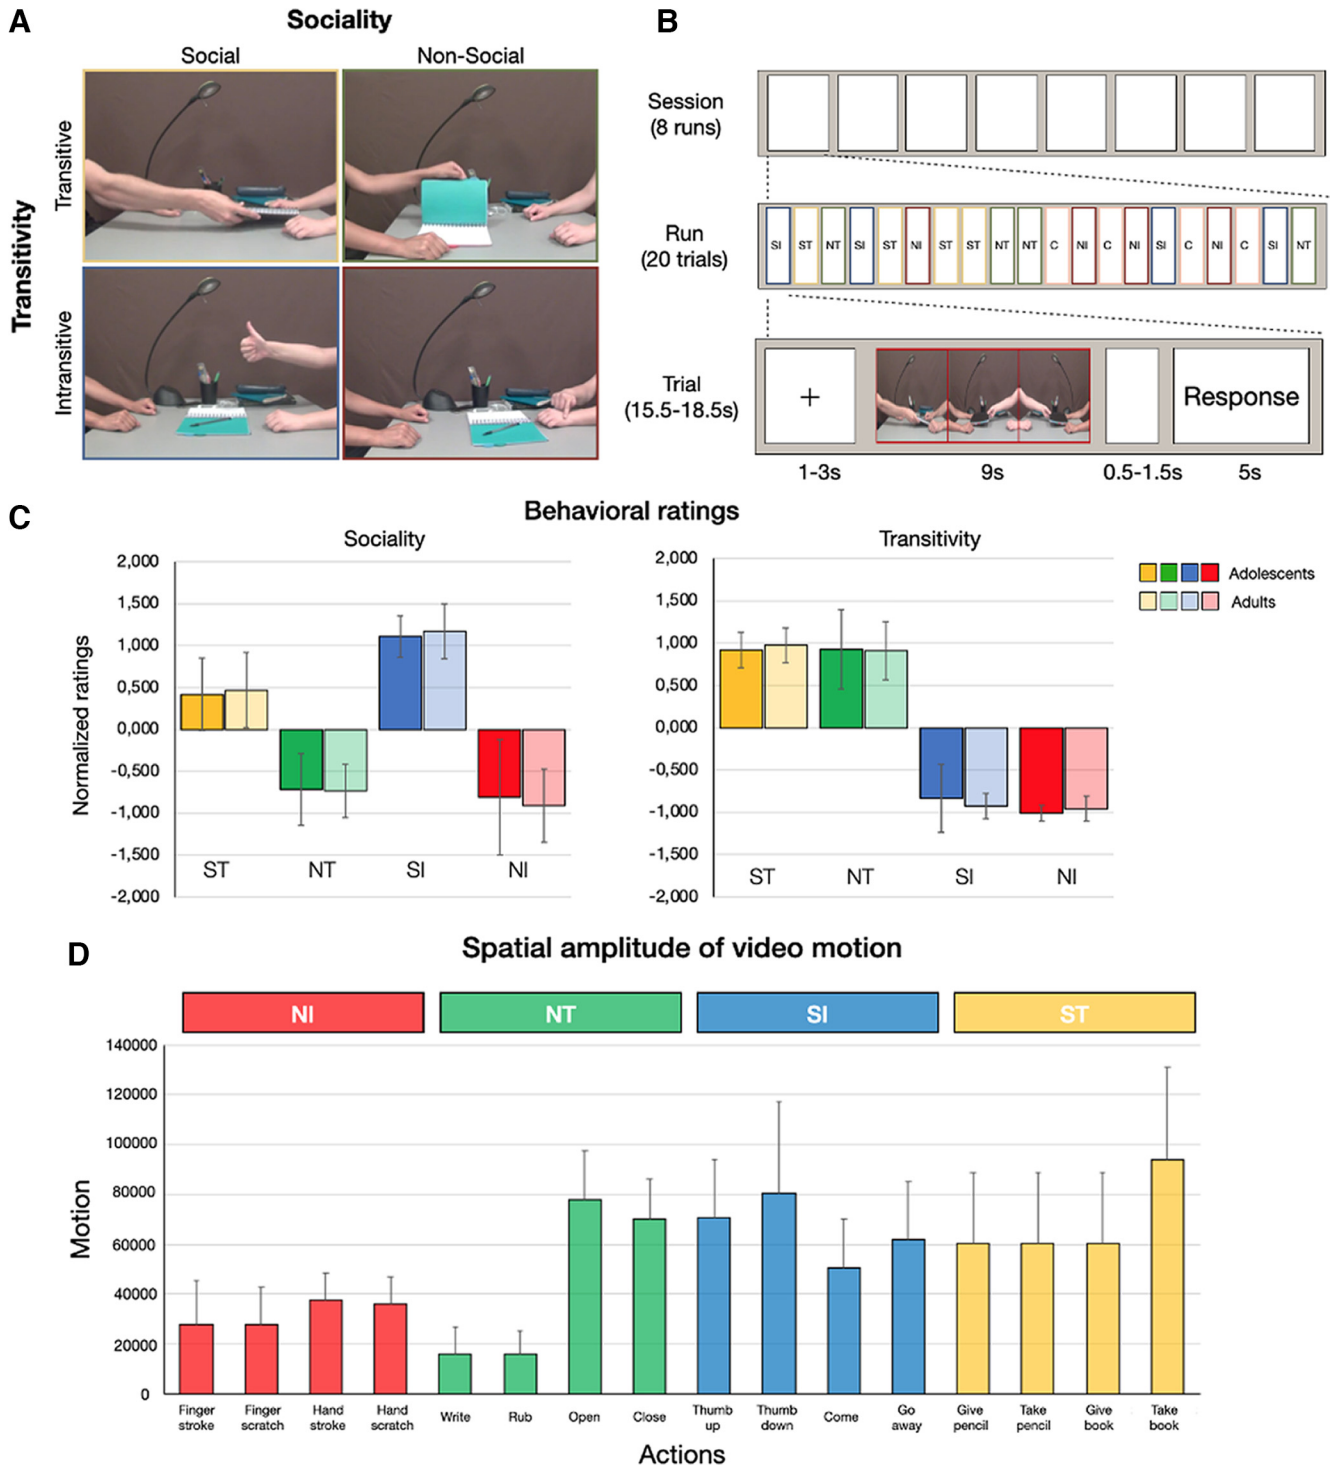 A
Sociality
Social
Non-Social
Transitivity
Transitive
Intransitive
B
Session
(8 runs)
Run
(20 trials)
SI ST NT SI ST NI ST ST NT NT C NI C NI SI C NI C SI NT
Trial
(15.5-18.5s)
+
Response
1-3s
9s
0.5-1.5s
5s
C
Behavioral ratings
Sociality
Normalized ratings
2,000
1,500
1,000
0,500
0,000
-0,500
-1,000
-1,500
-2,000
ST
NT
SI
NI
Transitivity
2,000
1,500
1,000
0,500
0,000
-0,500
-1,000
-1,500
-2,000
ST
NT
SI
NI
Adolescents
Adults
D
Spatial amplitude of video motion
NI
NT
SI
ST
Motion
140000
120000
100000
80000
60000
40000
20000
0
Finger
stroke
Finger
scratch
Hand
stroke
Hand
scratch
Write
Rub
Open
Close
Thumb
up
Thumb
down
Come
Go
away
Give
pencil
Take
pencil
Give
book
Take
book
Actions